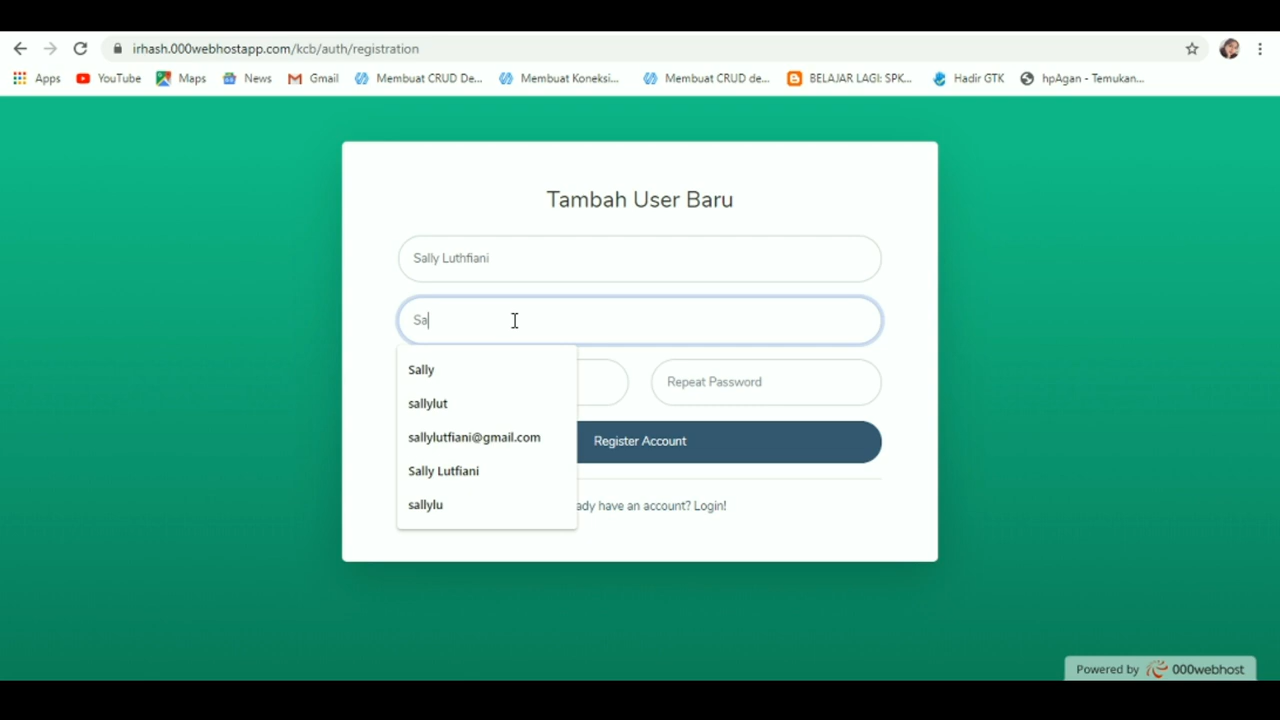 irhash.000webhostapp.com/kcb/auth/registration
Apps YouTube Maps News Gmail Membuat CRUD De... Membuat Koneksi... Membuat CRUD de... BELAJAR LAGI: SPK... Hadir GTK hpAgan - Temukan...
Tambah User Baru
Sally Luthfiani
Sa
Sally
sallylut
sallylutfiani@gmail.com
Sally Lutfiani
sallylu
Repeat Password
Register Account
ady have an account? Login!
Powered by 000webhost